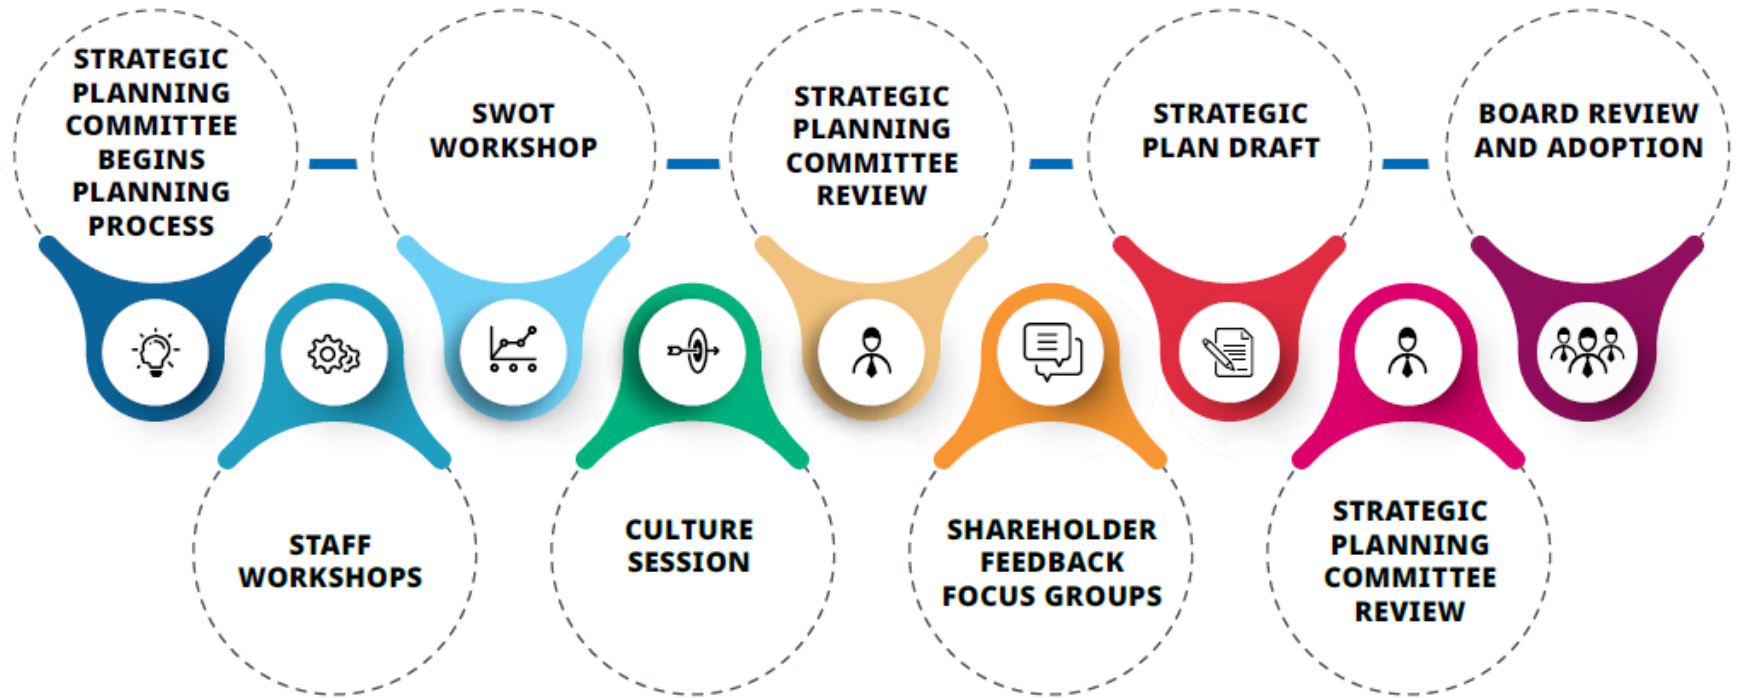 STRATEGIC
PLANNING
COMMITTEE
BEGINS
PLANNING
PROCESS
STAFF
WORKSHOPS
SWOT
WORKSHOP
CULTURE
SESSION
STRATEGIC
PLANNING
COMMITTEE
REVIEW
SHAREHOLDER
FEEDBACK
FOCUS GROUPS
STRATEGIC
PLAN DRAFT
STRATEGIC
PLANNING
COMMITTEE
REVIEW
BOARD REVIEW
AND ADOPTION